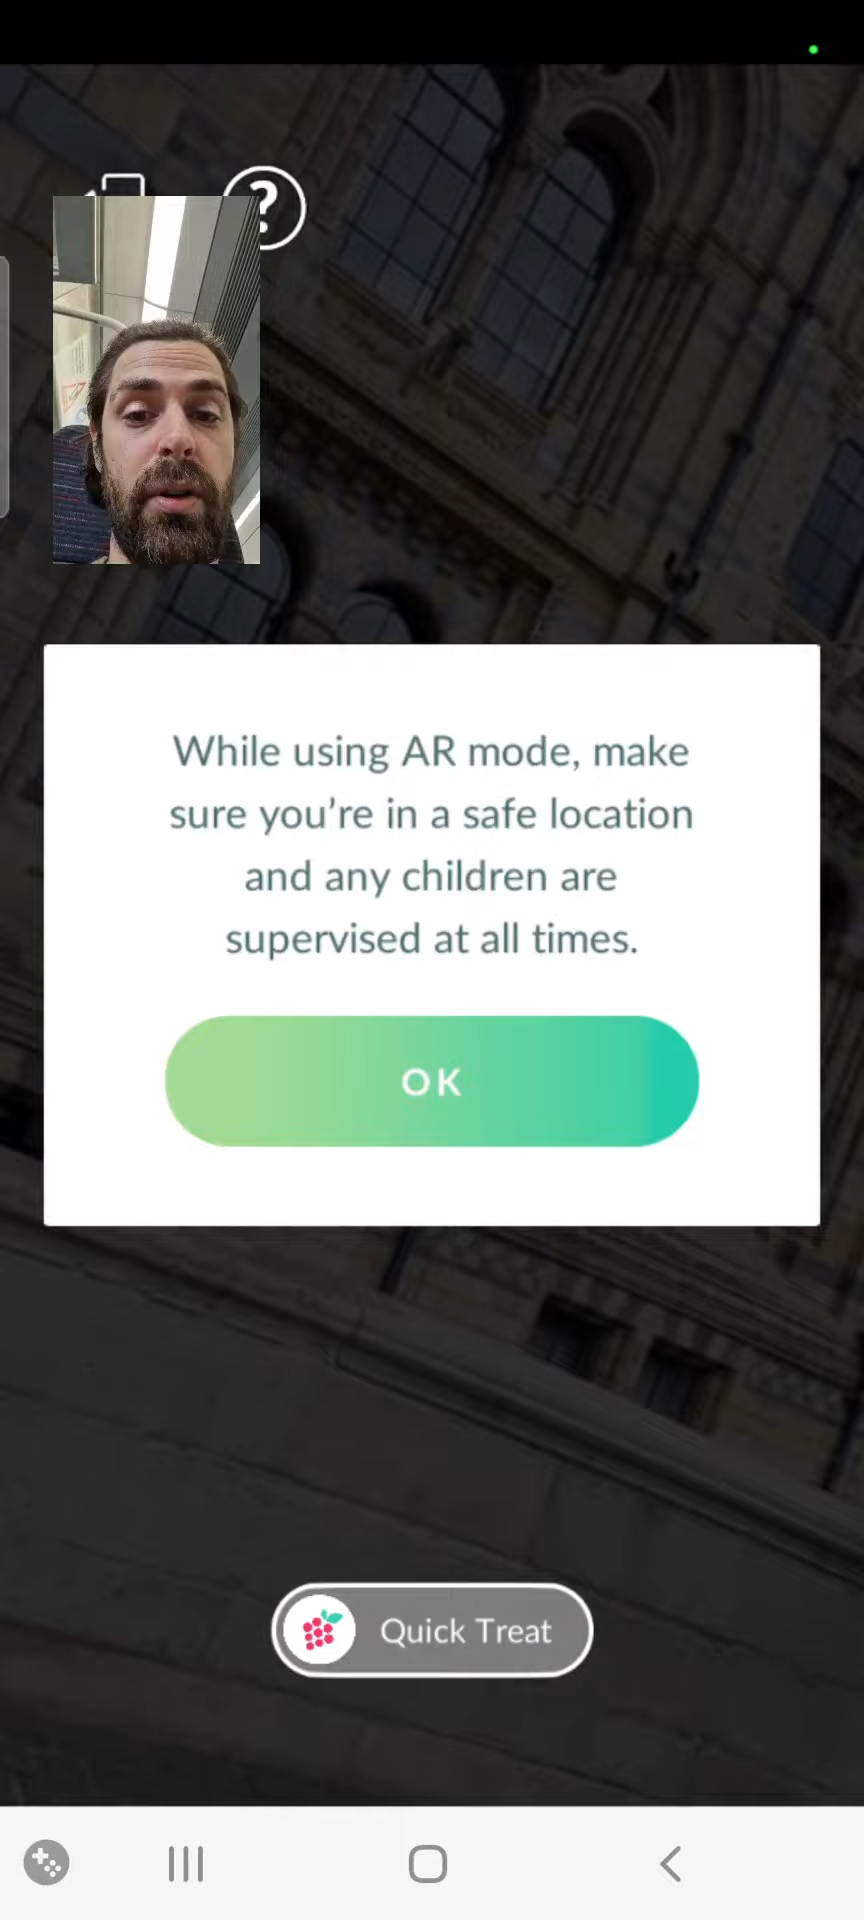 ?
While using AR mode, make
sure you're in a safe location
and any children are
supervised at all times.
OK
Quick Treat